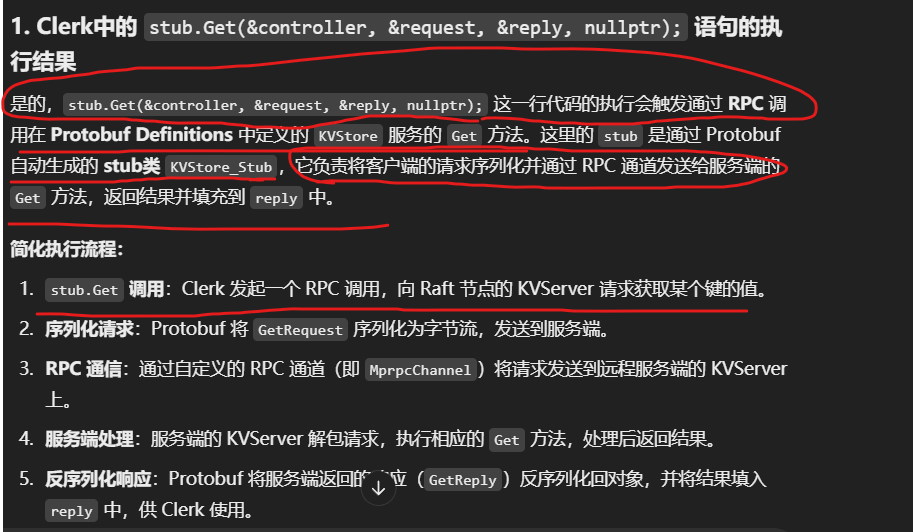 1. Clerk中的 stub.Get(&controller, &request, &reply, nullptr); 语句的执
行结果
是的，stub.Get(&controller, &request, &reply, nullptr); 这一行代码的执行会触发通过 RPC 调
用在 Protobuf Definitions 中定义的 KVStore 服务的 Get 方法。这里的 stub 是通过 Protobuf
自动生成的 stub类 KVStore_Stub ，它负责将客户端的请求序列化并通过 RPC 通道发送给服务端的
Get 方法，返回结果并填充到 reply 中。
简化执行流程：
1. stub.Get 调用：Clerk 发起一个 RPC 调用，向 Raft 节点的 KVServer 请求获取某个键的值。
2. 序列化请求：Protobuf 将 GetRequest 序列化为字节流，发送到服务端。
3. RPC 通信：通过自定义的 RPC 通道（即 MprpcChannel）将请求发送到远程服务端的 KVServer
上。
4. 服务端处理：服务端的 KVServer 解包请求，执行相应的 Get 方法，处理后返回结果。
5. 反序列化响应：Protobuf 将服务端返回的应（GetReply）反序列化回对象，并将结果填入
reply 中，供 Clerk 使用。